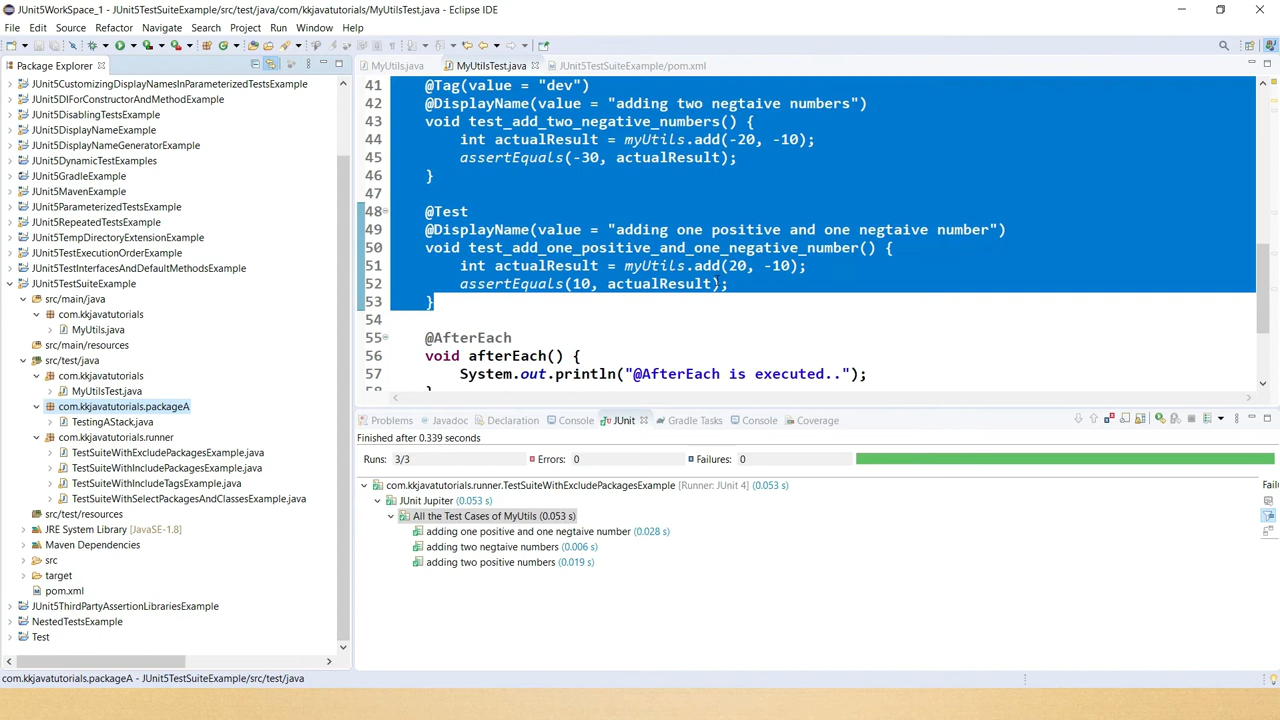 JUnit5WorkSpace_1 - JUnit5TestSuiteExample/src/test/java/com/kkjavatutorials/MyUtilsTest.java - Eclipse IDE
File Edit Source Refactor Navigate Search Project Run Window Help
Package Explorer
JUnit5CustomizingDisplayNamesInParameterizedTestsExample
JUnit5DIForConstructorAndMethodExample
JUnit5DisablingTestsExample
JUnit5DisplayNameExample
JUnit5DisplayNameGeneratorExample
JUnit5DynamicTestExamples
JUnit5GradleExample
JUnit5MavenExample
JUnit5ParameterizedTestsExample
JUnit5RepeatedTestsExample
JUnit5TempDirectoryExtensionExample
JUnit5TestExecutionOrderExample
JUnit5TestInterfacesAndDefaultMethodsExample
JUnit5TestSuiteExample
src/main/java
com.kkjavatutorials
MyUtils.java
src/main/resources
src/test/java
com.kkjavatutorials
MyUtilsTest.java
com.kkjavatutorials.packageA
TestingAStack.java
com.kkjavatutorials.runner
TestSuiteWithExcludePackagesExample.java
TestSuiteWithIncludePackagesExample.java
TestSuiteWithIncludeTagsExample.java
TestSuiteWithSelectPackagesAndClassesExample.java
src/test/resources
JRE System Library [JavaSE-1.8]
Maven Dependencies
src
target
pom.xml
JUnit5ThirdPartyAssertionLibrariesExample
NestedTestsExample
Test
MyUtils.java MyUtilsTest.java JUnit5TestSuiteExample/pom.xml
41 @Tag(value = "dev")
42 @DisplayName(value = "adding two negtaive numbers")
43 void test_add_two_negative_numbers() {
44 int actualResult = myUtils.add(-20, -10);
45 assertEquals(-30, actualResult);
46 }
47
48 @Test
49 @DisplayName(value = "adding one positive and one negtaive number")
50 void test_add_one_positive_and_one_negative_number() {
51 int actualResult = myUtils.add(20, -10);
52 assertEquals(10, actualResult);
53 }
54
55 @AfterEach
56 void afterEach() {
57 System.out.println("@AfterEach is executed..");
Problems Javadoc Declaration Console JUnit Gradle Tasks Console Coverage
Finished after 0.339 seconds
Runs: 3/3 Errors: 0 Failures: 0
com.kkjavatutorials.runner.TestSuiteWithExcludePackagesExample [Runner: JUnit 4] (0.053 s)
JUnit Jupiter (0.053 s)
All the Test Cases of MyUtils (0.053 s)
adding one positive and one negtaive number (0.028 s)
adding two negtaive numbers (0.006 s)
adding two positive numbers (0.019 s)
Fail
com.kkjavatutorials.packageA - JUnit5TestSuiteExample/src/test/java